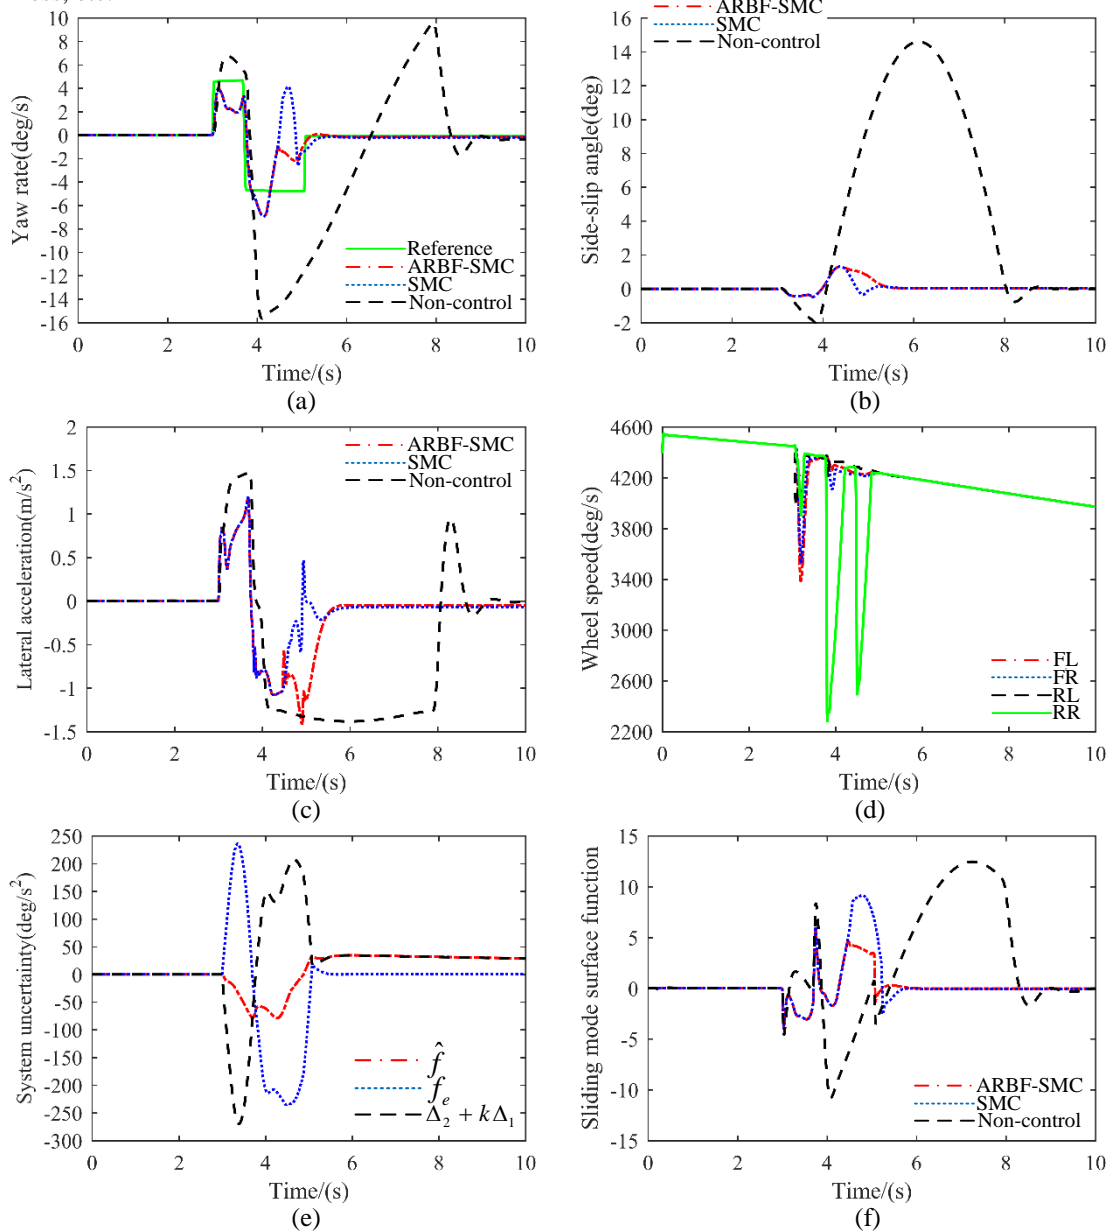 ARBF-SMC
SMC
Non-control
10
8
6
4
2
0
-2
-4
-6
-8
-10
-12
-14
-16
Yaw rate(deg/s)
Reference
ARBF-SMC
SMC
Non-control
0 2 4 6 8 10
Time/(s)
(a)
16
14
12
10
8
6
4
2
0
-2
Side-slip angle(deg)
0 2 4 6 8 10
Time/(s)
(b)
2
1.5
1
0.5
0
-0.5
-1
-1.5
Lateral acceleration(m/s²)
ARBF-SMC
SMC
Non-control
0 2 4 6 8 10
Time/(s)
(c)
4600
4200
3800
3400
3000
2600
2200
Wheel speed(deg/s)
FL
FR
RL
RR
0 2 4 6 8 10
Time/(s)
(d)
250
200
150
100
50
0
-50
-100
-150
-200
-250
-300
System uncertainty(deg/s²)
f̂
fₑ
Δ₂ + kΔ₁
0 2 4 6 8 10
Time/(s)
(e)
15
10
5
0
-5
-10
-15
Sliding mode surface function
ARBF-SMC
SMC
Non-control
0 2 4 6 8 10
Time/(s)
(f)